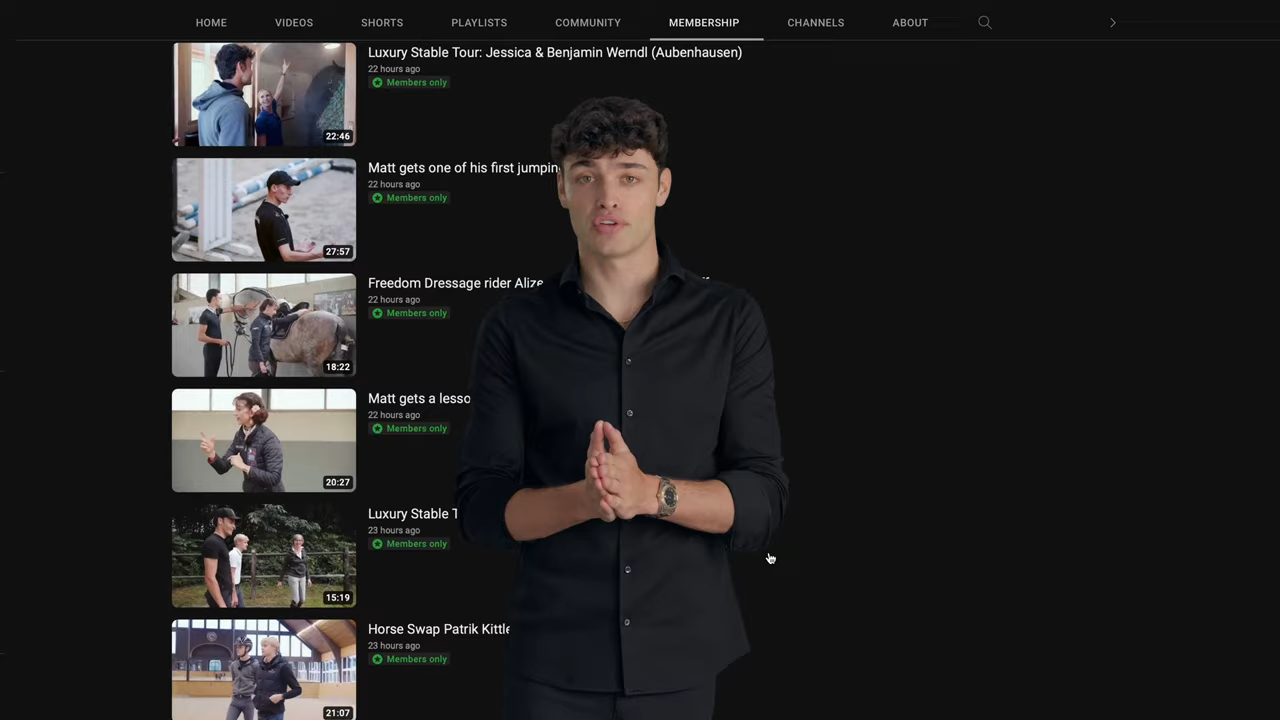 HOME VIDEOS SHORTS PLAYLISTS COMMUNITY MEMBERSHIP CHANNELS ABOUT
Luxury Stable Tour: Jessica & Benjamin Werndl (Aubenhausen)
22 hours ago
Members only
22:46
Matt gets one of his first jumpin
22 hours ago
Members only
27:57
Freedom Dressage rider Alize
22 hours ago
Members only
18:22
Matt gets a lesso
22 hours ago
Members only
20:27
Luxury Stable T
23 hours ago
Members only
15:19
Horse Swap Patrik Kittle
23 hours ago
Members only
21:07